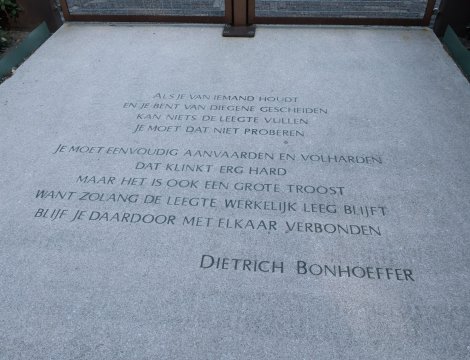 ALS JE VAN IEMAND HOUDT
EN JE BENT VAN DIEGENE GESCHEIDEN
KAN NIETS DE LEEGTE VULLEN
JE MOET DAT NIET PROBEREN
JE MOET EENVOUDIG AANVAARDEN EN VOLHARDEN
DAT KLINKT ERG HARD
MAAR HET IS OOK EEN GROTE TROOST
WANT ZOLANG DE LEEGTE WERKELIJK LEEG BLIJFT
BLIJF JE DAARDOOR MET ELKAAR VERBONDEN
DIETRICH BONHOEFFER